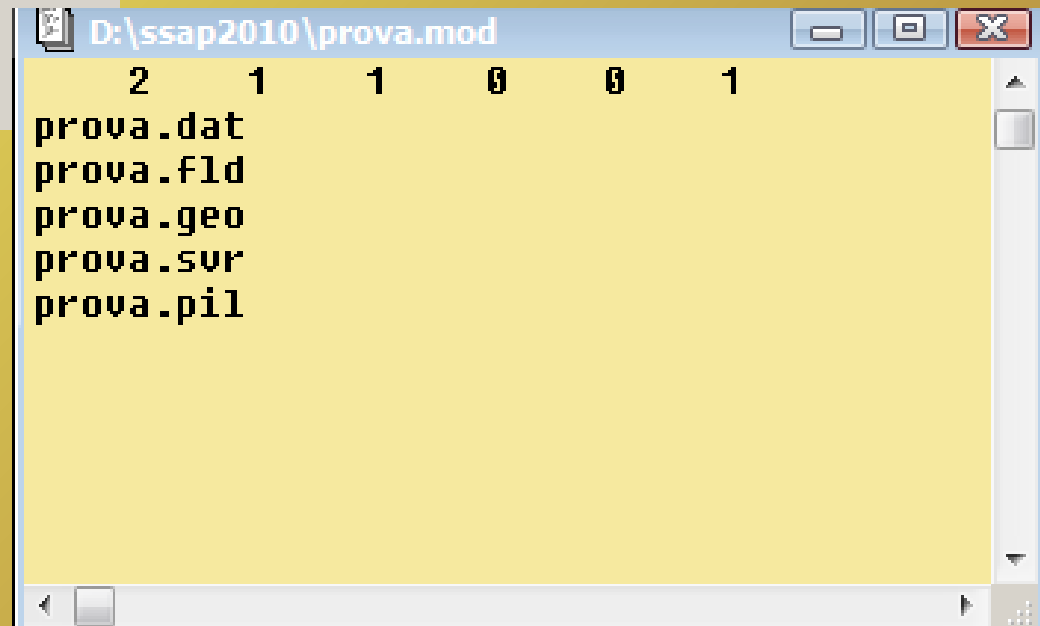 D:\ssap2010\prova.mod
2 1 1 0 0 1
prova.dat
prova.fld
prova.geo
prova.svr
prova.pil